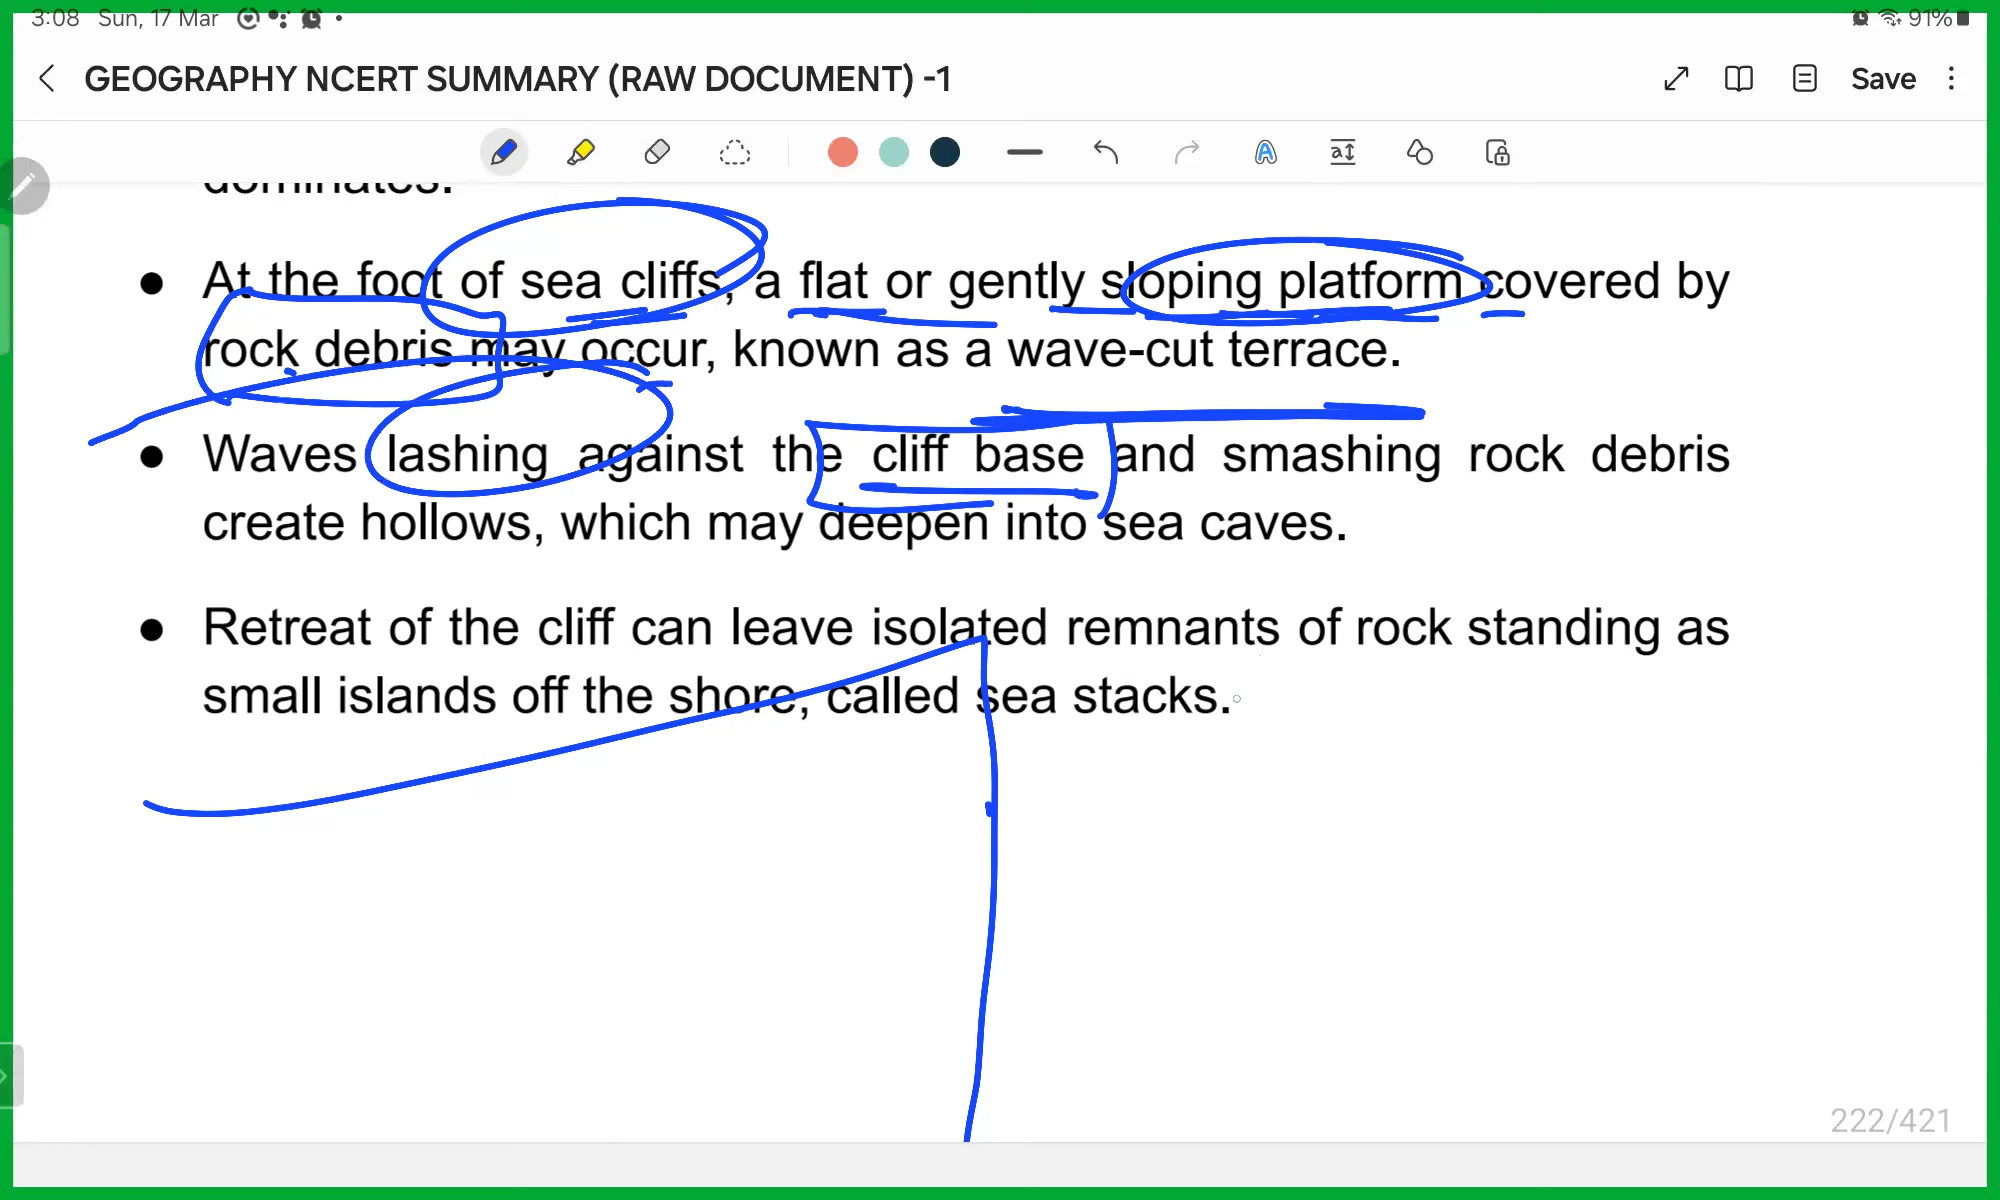 3:08 Sun, 17 Mar 91%
GEOGRAPHY NCERT SUMMARY (RAW DOCUMENT) -1 Save
dominates.
● At the foot of sea cliffs, a flat or gently sloping platform covered by
rock debris may occur, known as a wave-cut terrace.
● Waves lashing against the cliff base and smashing rock debris
create hollows, which may deepen into sea caves.
● Retreat of the cliff can leave isolated remnants of rock standing as
small islands off the shore, called sea stacks.
222/421